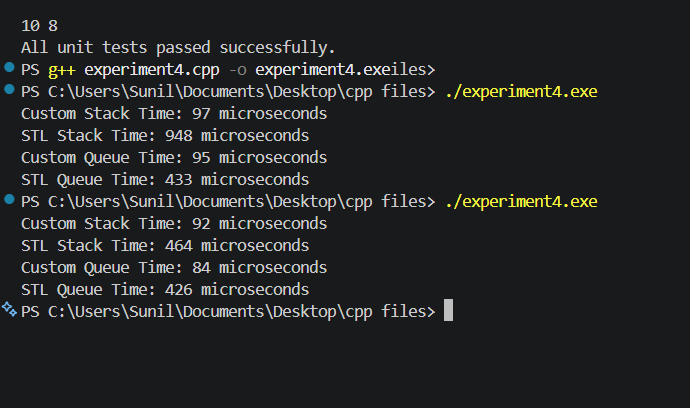 10 8
All unit tests passed successfully.
PS g++ experiment4.cpp -o experiment4.exeiles>
PS C:\Users\Sunil\Documents\Desktop\cpp files> ./experiment4.exe
Custom Stack Time: 97 microseconds
STL Stack Time: 948 microseconds
Custom Queue Time: 95 microseconds
STL Queue Time: 433 microseconds
PS C:\Users\Sunil\Documents\Desktop\cpp files> ./experiment4.exe
Custom Stack Time: 92 microseconds
STL Stack Time: 464 microseconds
Custom Queue Time: 84 microseconds
STL Queue Time: 426 microseconds
PS C:\Users\Sunil\Documents\Desktop\cpp files>